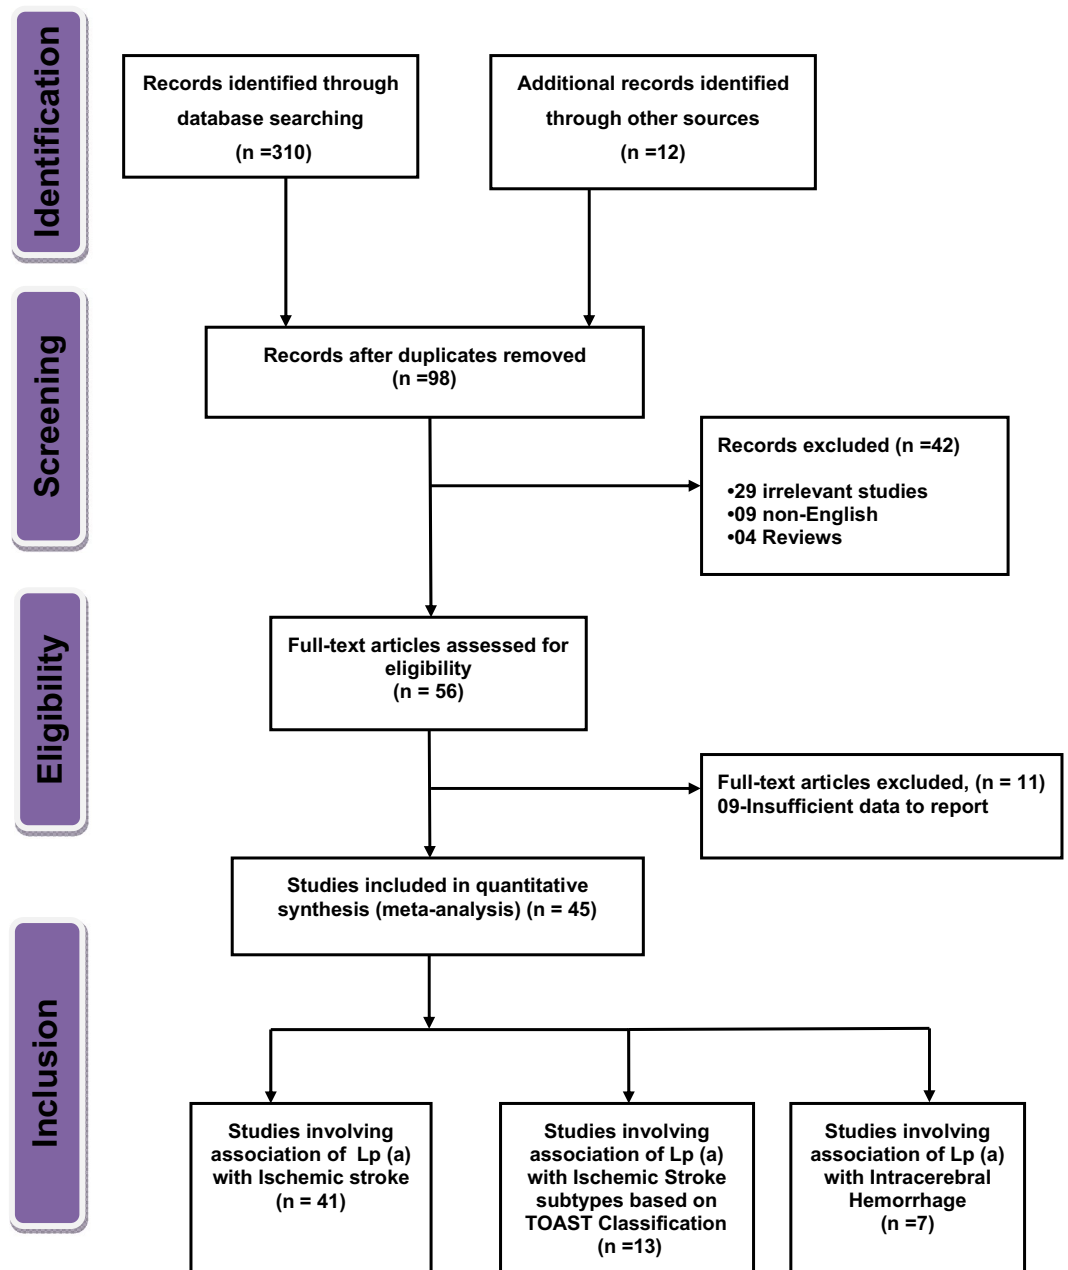 Identification
Records identified through
database searching
(n =310)
Additional records identified
through other sources
(n =12)
Screening
Records after duplicates removed
(n =98)
Records excluded (n =42)
•29 irrelevant studies
•09 non-English
•04 Reviews
Eligibility
Full-text articles assessed for
eligibility
(n = 56)
Full-text articles excluded, (n = 11)
09-Insufficient data to report
Studies included in quantitative
synthesis (meta-analysis) (n = 45)
Inclusion
Studies involving
association of Lp (a)
with Ischemic stroke
(n = 41)
Studies involving
association of Lp (a)
with Ischemic Stroke
subtypes based on
TOAST Classification
(n =13)
Studies involving
association of Lp (a)
with Intracerebral
Hemorrhage
(n =7)